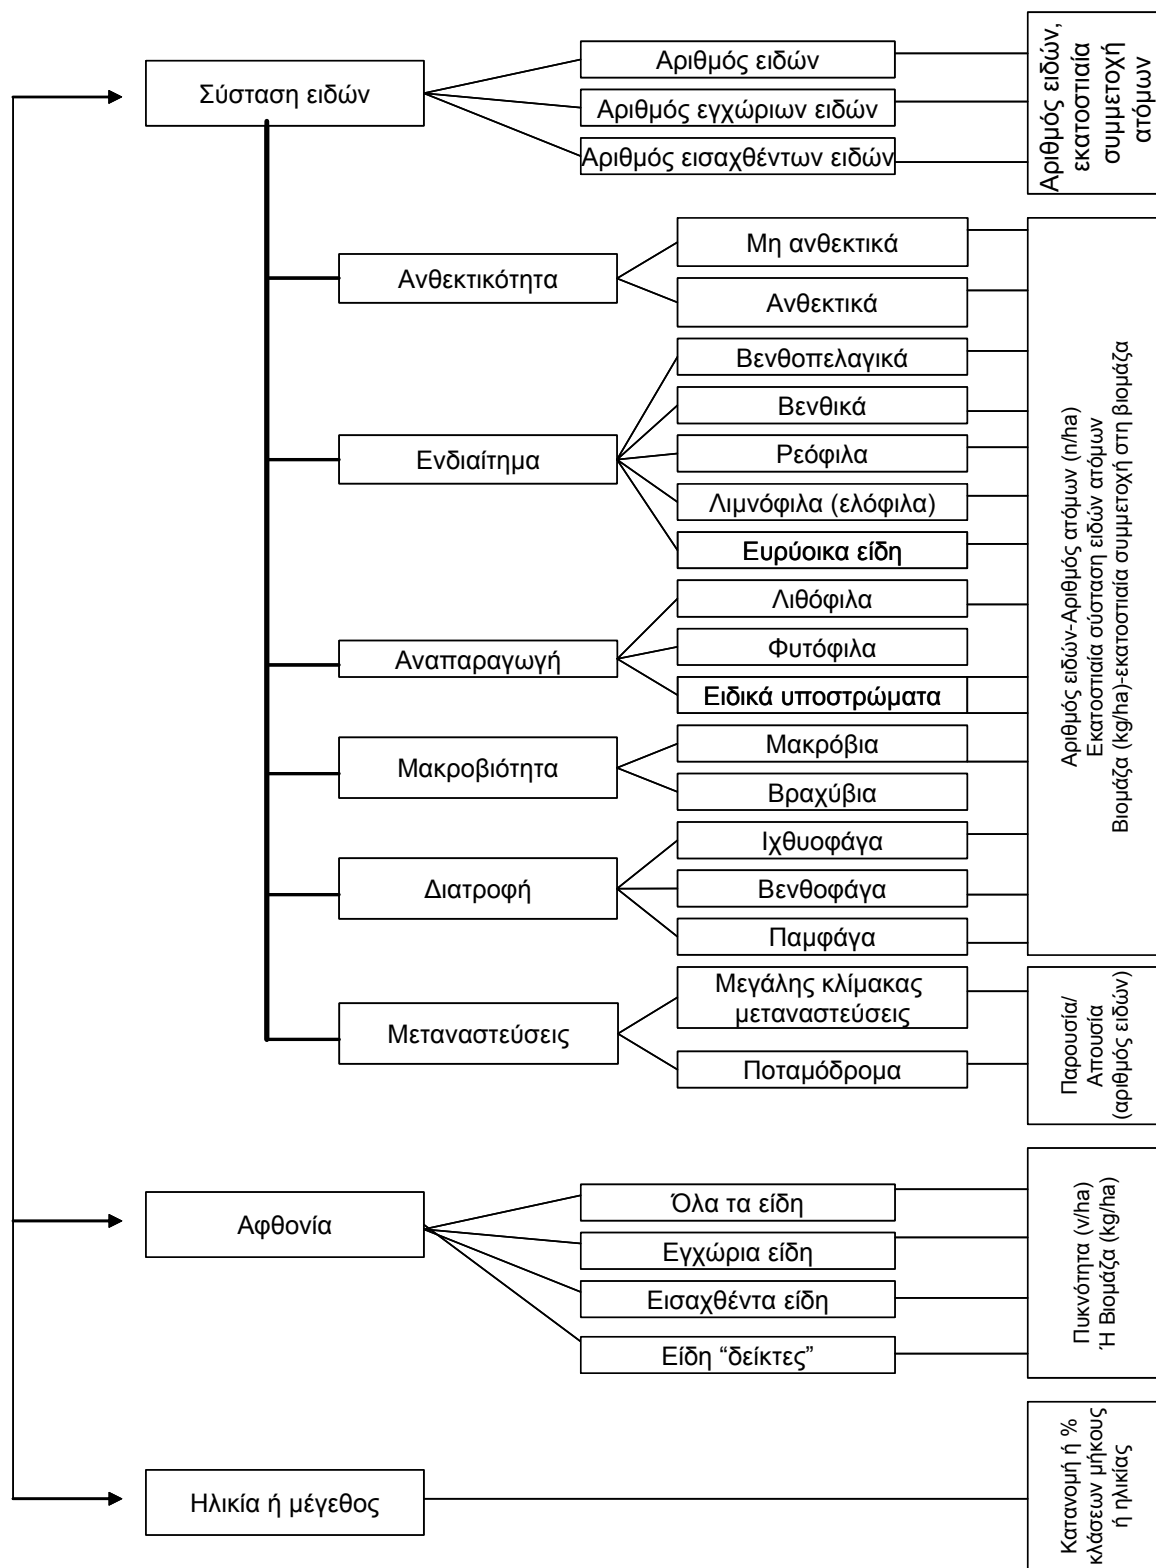 Σύσταση ειδών
Αριθμός ειδών
Αριθμός εγχώριων ειδών
Αριθμός εισαχθέντων ειδών
Αριθμός ειδών,
εκατοστιαία
συμμετοχή
ατόμων
Ανθεκτικότητα
Μη ανθεκτικά
Ανθεκτικά
Ενδιαίτημα
Βενθοπελαγικά
Βενθικά
Ρεόφιλα
Λιμνόφιλα (ελόφιλα)
Ευρύοικα είδη
Αναπαραγωγή
Λιθόφιλα
Φυτόφιλα
Ειδικά υποστρώματα
Μακροβιότητα
Μακρόβια
Βραχύβια
Διατροφή
Ιχθυοφάγα
Βενθοφάγα
Παμφάγα
Αριθμός ειδών-Αριθμός ατόμων (n/ha)
Εκατοστιαία σύσταση ειδών ατόμων
Βιομάζα (kg/ha)-εκατοστιαία συμμετοχή στη βιομάζα
Μεταναστεύσεις
Μεγάλης κλίμακας
μεταναστεύσεις
Ποταμόδρομα
Παρουσία/
Απουσία
(αριθμός ειδών)
Αφθονία
Όλα τα είδη
Εγχώρια είδη
Εισαχθέντα είδη
Είδη “δείκτες”
Πυκνότητα (ν/ha)
Ή Βιομάζα (kg/ha)
Ηλικία ή μέγεθος
Κατανομή ή %
κλάσεων μήκους
ή ηλικίας